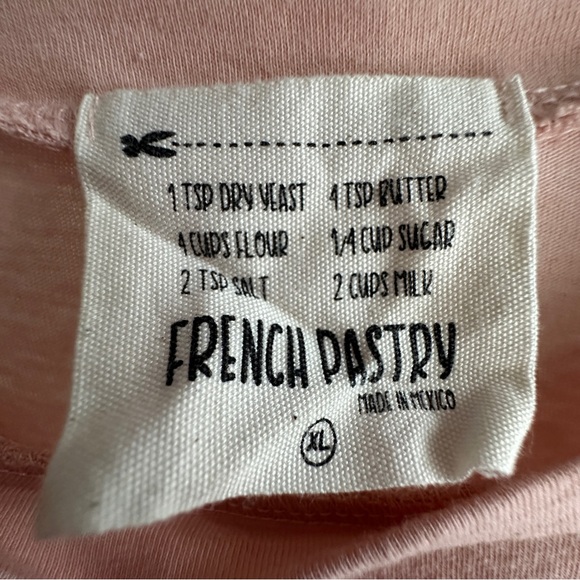 1 TSP DRY YEAST 4 TSP BUTTER
4 CUPS FLOUR 1/4 CUP SUGAR
2 TSP SALT 2 CUPS MILK
FRENCH PASTRY
MADE IN MEXICO
XL